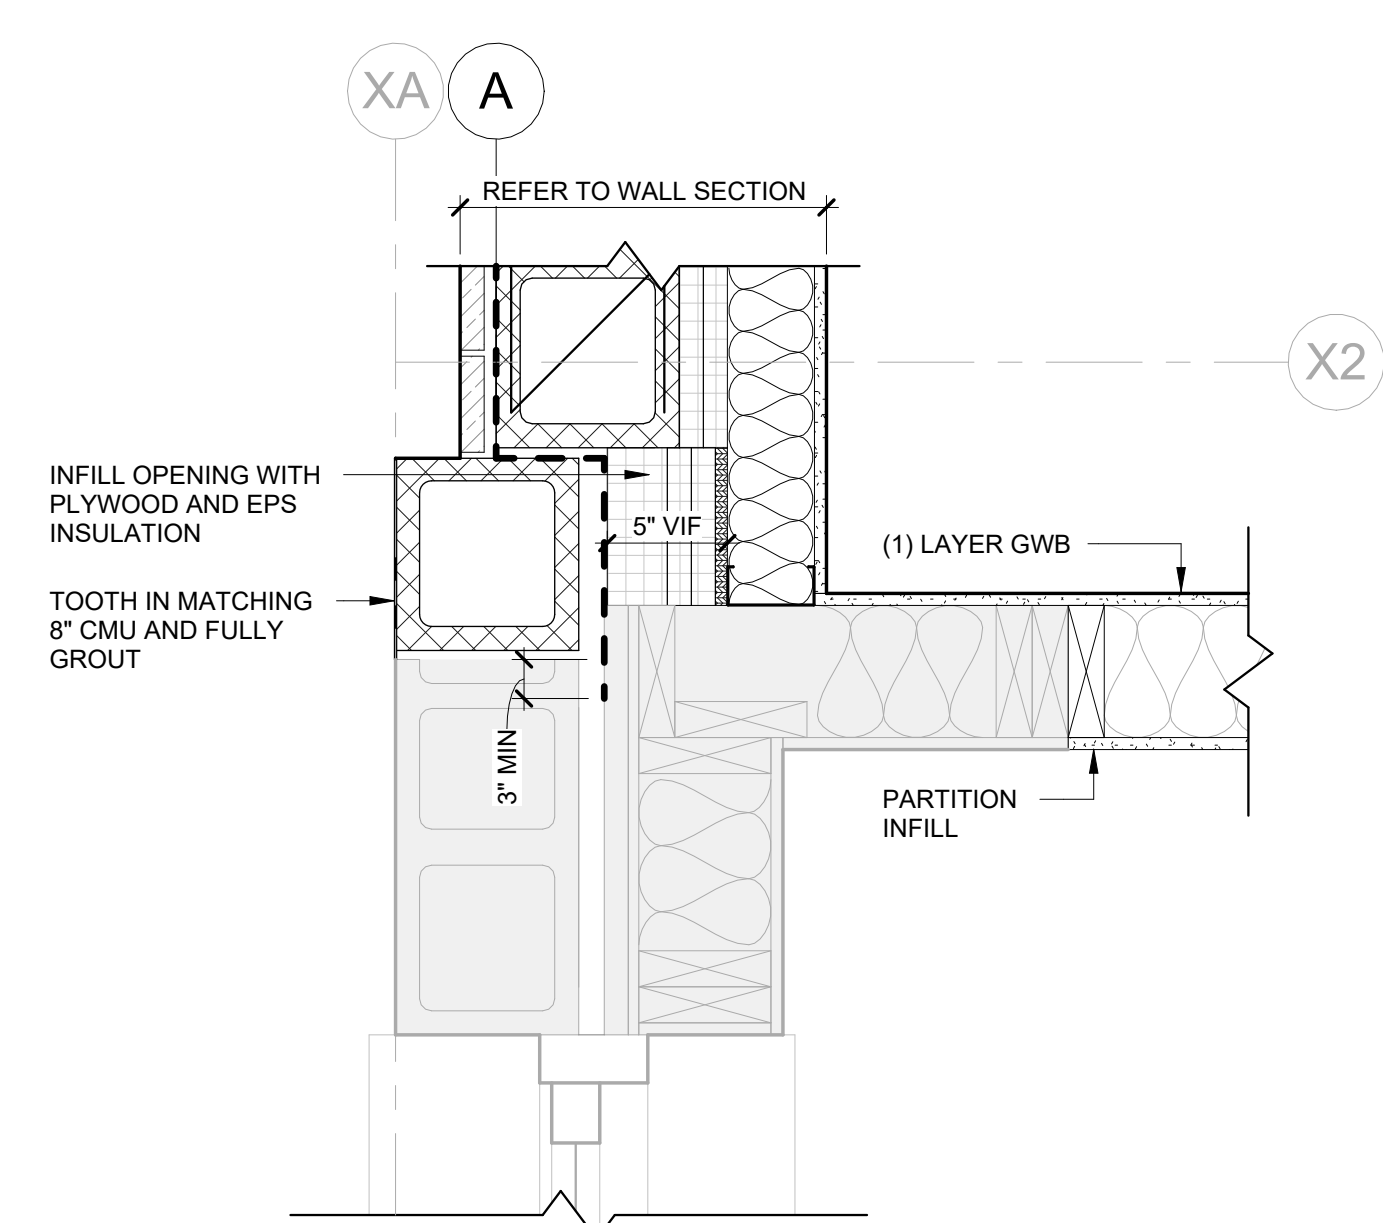 XA
A
REFER TO WALL SECTION
X2
INFILL OPENING WITH
PLYWOOD AND EPS
INSULATION
5" VIF
(1) LAYER GWB
TOOTH IN MATCHING
8" CMU AND FULLY
GROUT
3" MIN
PARTITION
INFILL